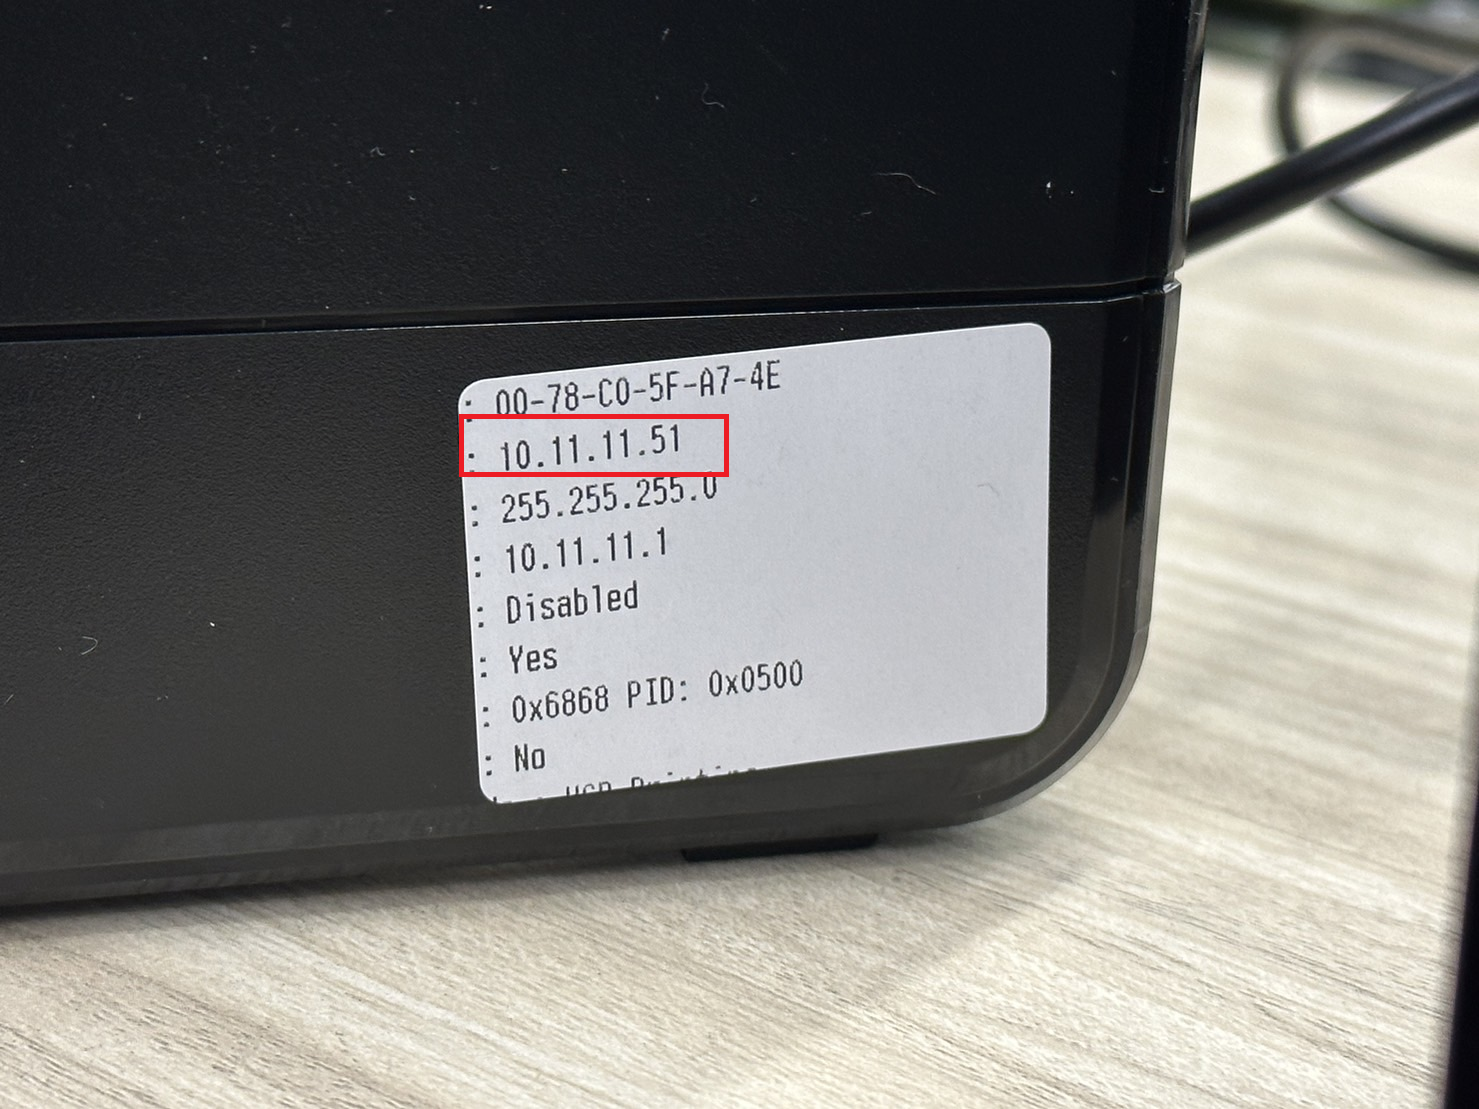 : 00-78-C0-5F-A7-4E
: 10.11.11.51
: 255.255.255.0
: 10.11.11.1
: Disabled
: Yes
: 0x6868 PID: 0x0500
: No